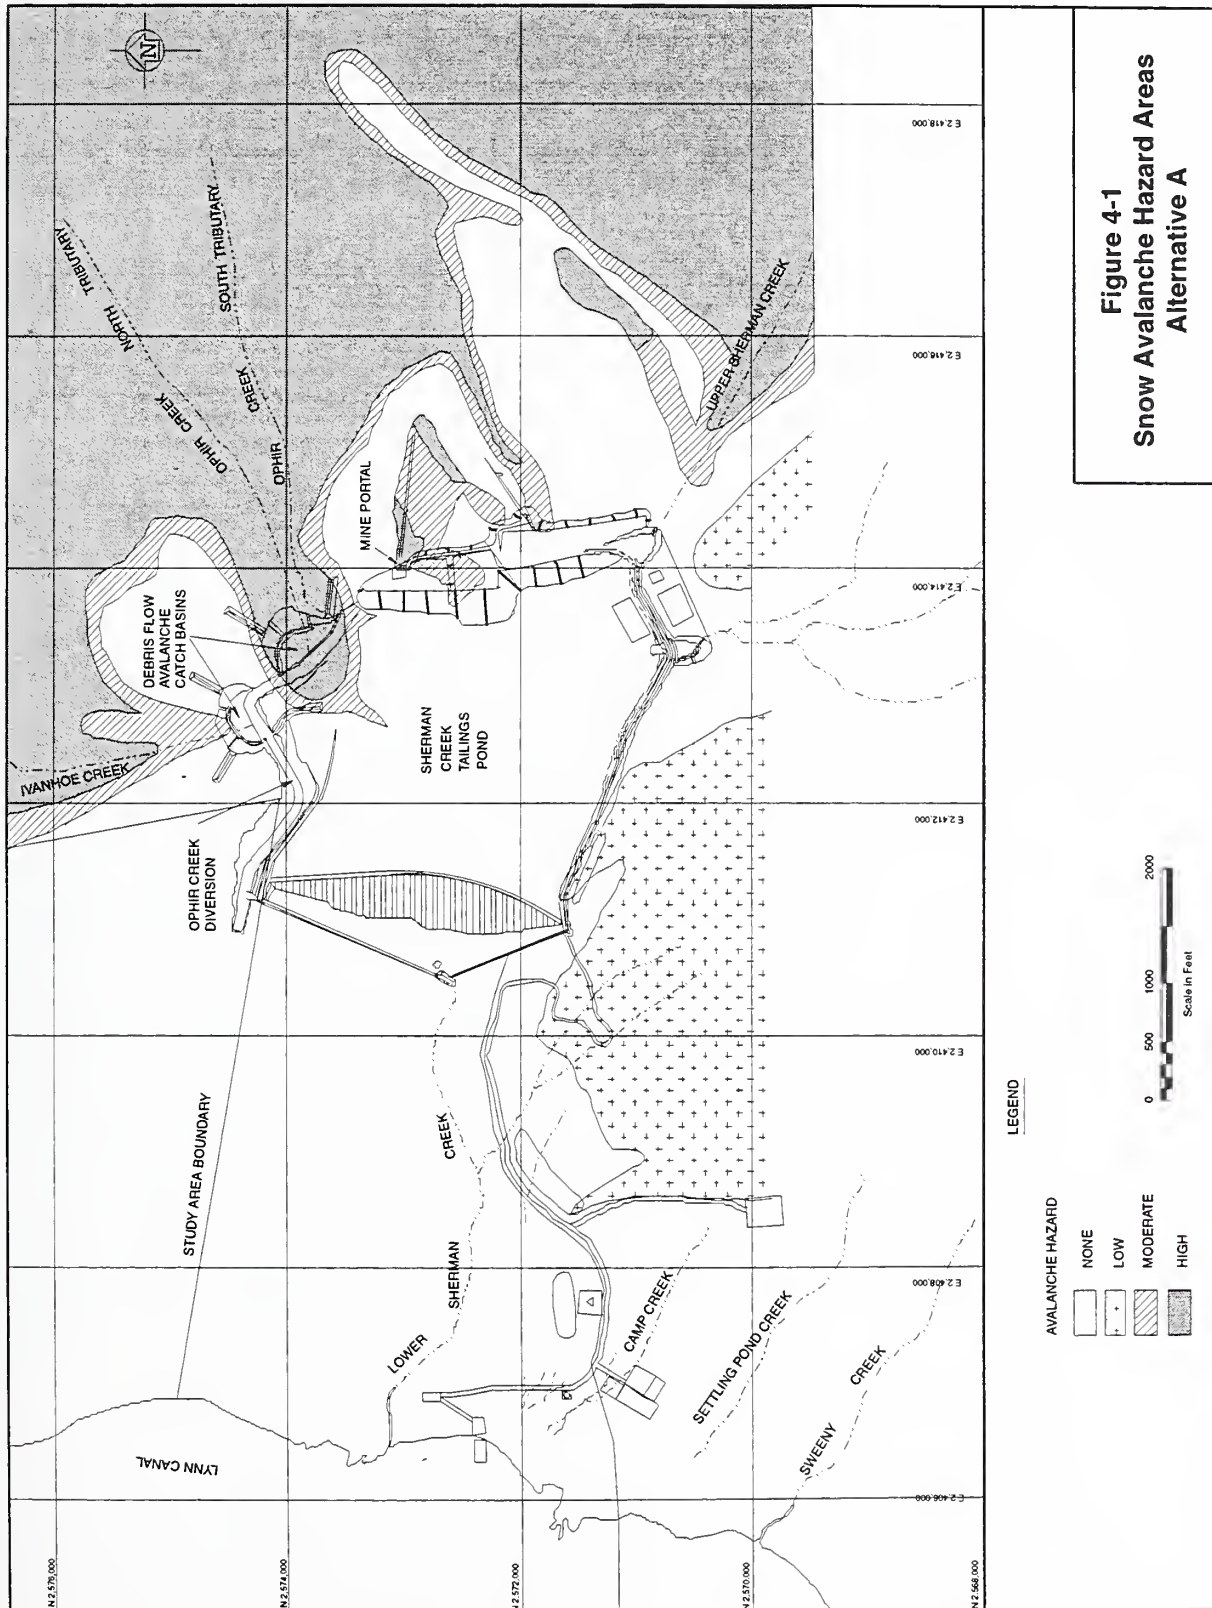 Figure 4-1
Snow Avalanche Hazard Areas
Alternative A
N
TRIBUTARY
NORTH
OPHIR CREEK
SOUTH TRIBUTARY
CREEK
OPHIR
UPPER SHERMAN CREEK
MINE PORTAL
DEBRIS FLOW
AVALANCHE
CATCH BASINS
IVANHOE CREEK
SHERMAN
CREEK
TAILINGS
POND
OPHIR CREEK
DIVERSION
STUDY AREA BOUNDARY
CREEK
SHERMAN
LOWER
CAMP CREEK
SETTLING POND CREEK
CREEK
SWEENY
LYNN CANAL
E 2,418,000
E 2,416,000
E 2,414,000
E 2,412,000
E 2,410,000
E 2,408,000
E 2,406,000
N 2,576,000
N 2,574,000
N 2,572,000
N 2,570,000
N 2,568,000
LEGEND
AVALANCHE HAZARD
NONE
LOW
MODERATE
HIGH
0 500 1000 2000
Scale in Feet